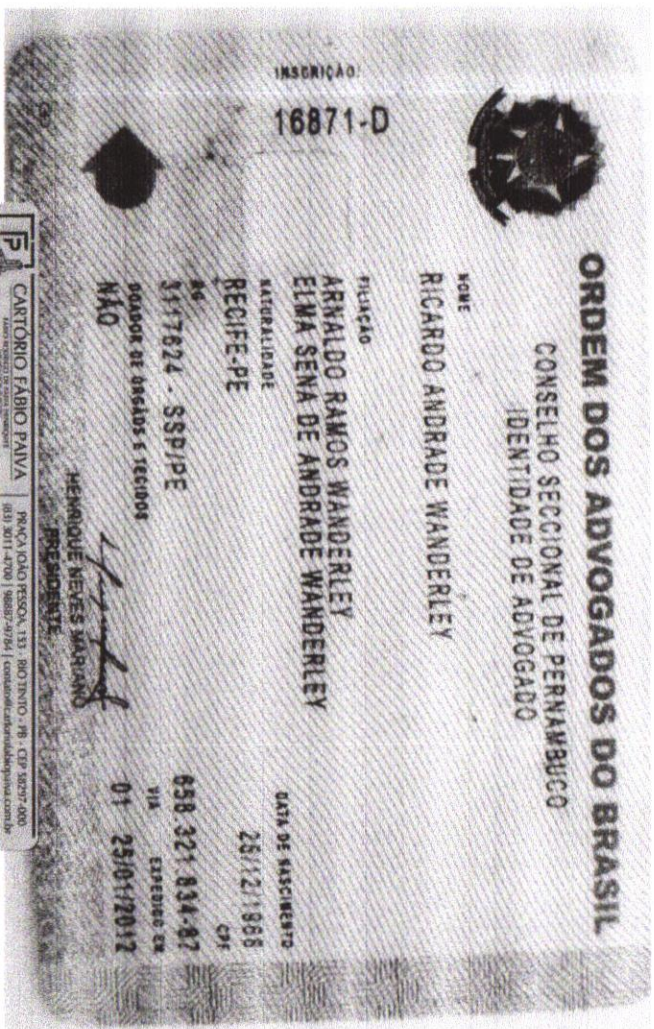 ORDEM DOS ADVOGADOS DO BRASIL
CONSELHO SECCIONAL DE PERNAMBUCO
IDENTIDADE DE ADVOGADO
INSCRIÇÃO:
16871-D
NOME
RICARDO ANDRADE WANDERLEY
FILIAÇÃO
ARNALDO RAMOS WANDERLEY
ELMA SENA DE ANDRADE WANDERLEY
NATURALIDADE
RECIFE-PE
DATA DE NASCIMENTO
RG
3117624 - SSP/PE
CPF
658 321 834-87
DOADOR DE ÓRGÃOS E TECIDOS
NÃO
VIA
EXPEDIDO EM
01 25/01/2012
HENRIQUE NEVES MARIANO
PRESIDENTE
CARTÓRIO FÁBIO PAIVA
PRAÇA JOÃO PESSOA, 153 - RIO TINTO - PB - CEP 58297-000